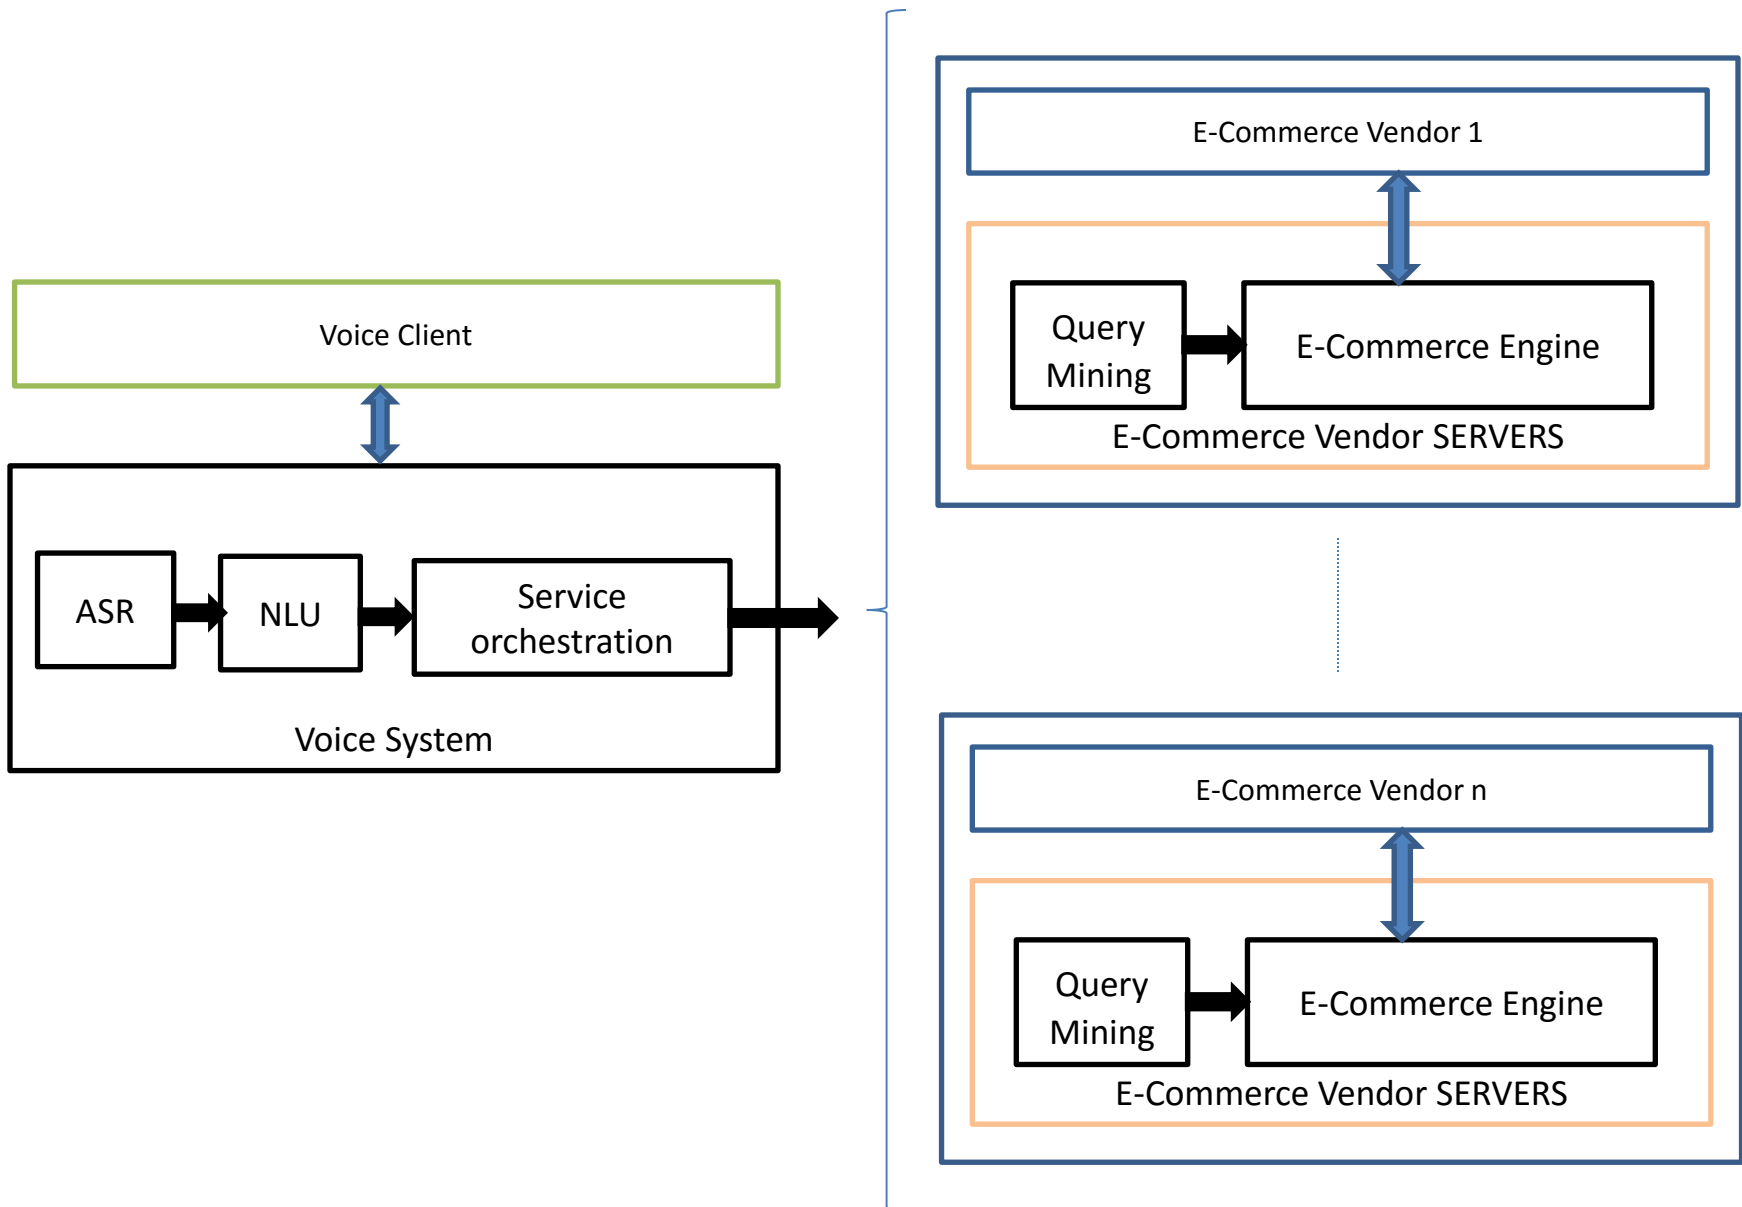 Voice Client
ASR
NLU
Service
orchestration
Voice System
E-Commerce Vendor 1
Query
Mining
E-Commerce Engine
E-Commerce Vendor SERVERS
E-Commerce Vendor n
Query
Mining
E-Commerce Engine
E-Commerce Vendor SERVERS